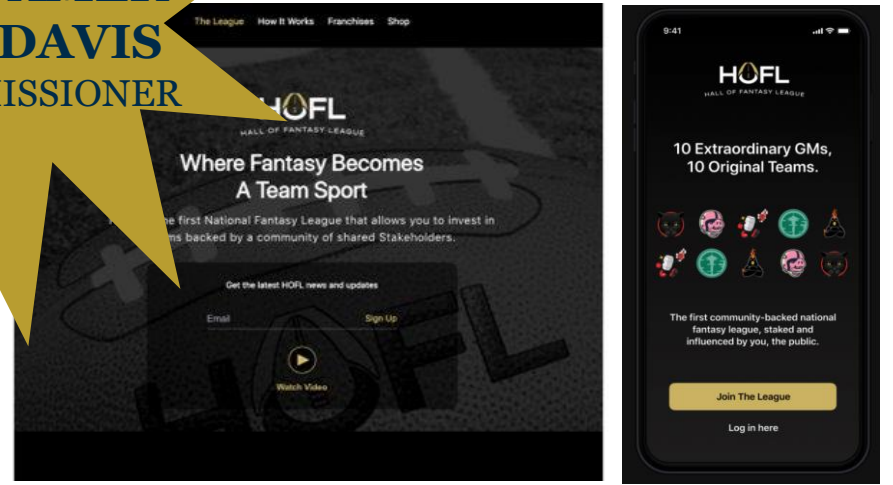 DAVIS
The League How It Works Franchises Shop
HOFL
HALL OF FANTASY LEAGUE
Where Fantasy Becomes
A Team Sport
first National Fantasy League that allows you to invest in
backed by a community of shared Stakeholders.
Get the latest HOFL news and updates
Email Sign Up
Watch Video
HOFL
9:41
HOFL
HALL OF FANTASY LEAGUE
10 Extraordinary GMs,
10 Original Teams.
The first community-backed national
fantasy league, staked and
influenced by you, the public.
Join The League
Log in here